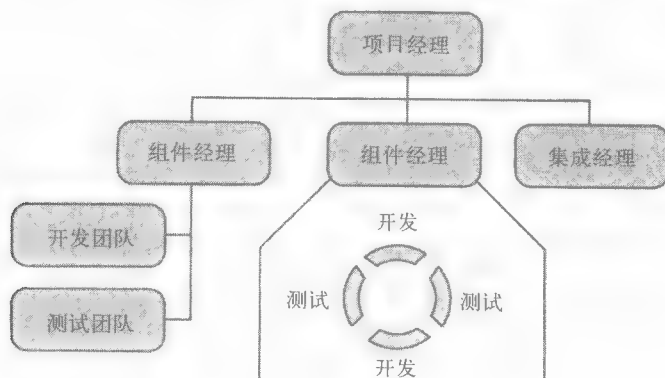 项目经理
组件经理
组件经理
集成经理
开发团队
测试团队
开发
测试
测试
开发